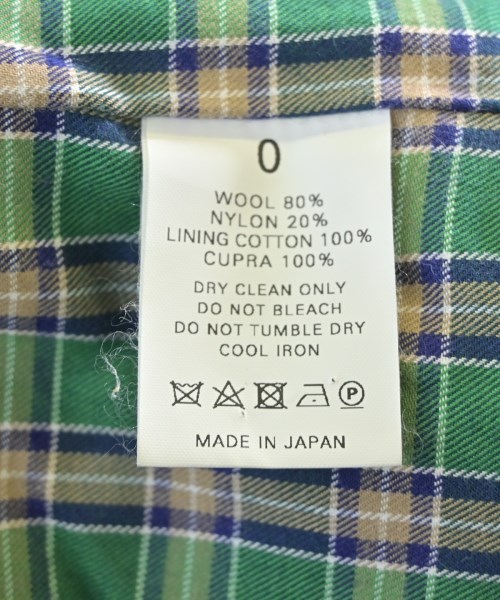 0
WOOL 80%
NYLON 20%
LINING COTTON 100%
CUPRA 100%
DRY CLEAN ONLY
DO NOT BLEACH
DO NOT TUMBLE DRY
COOL IRON
P
MADE IN JAPAN